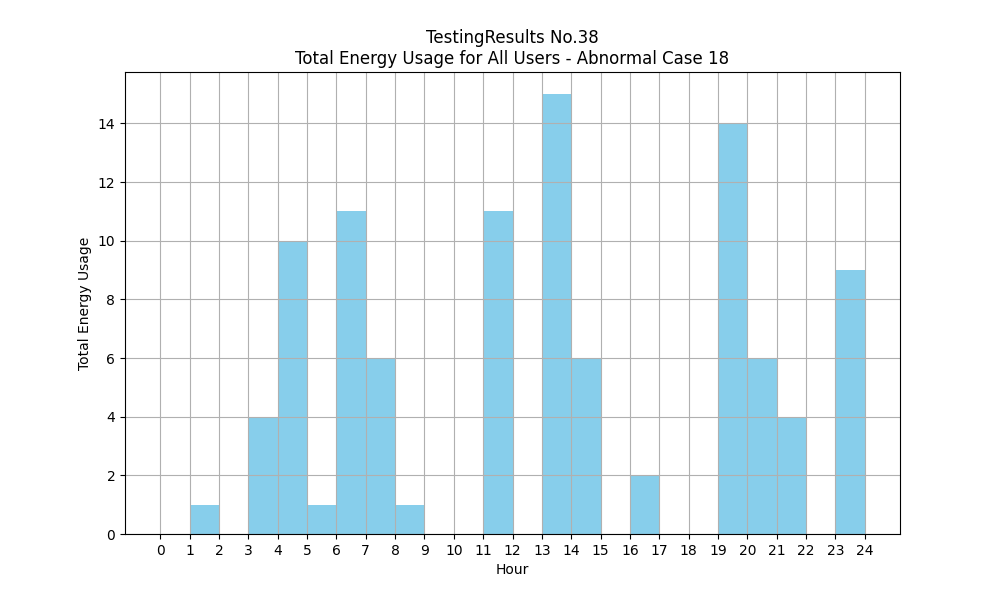 TestingResults No.38
Total Energy Usage for All Users - Abnormal Case 18
Total Energy Usage
14
12
10
8
6
4
2
0
0 1 2 3 4 5 6 7 8 9 10 11 12 13 14 15 16 17 18 19 20 21 22 23 24
Hour